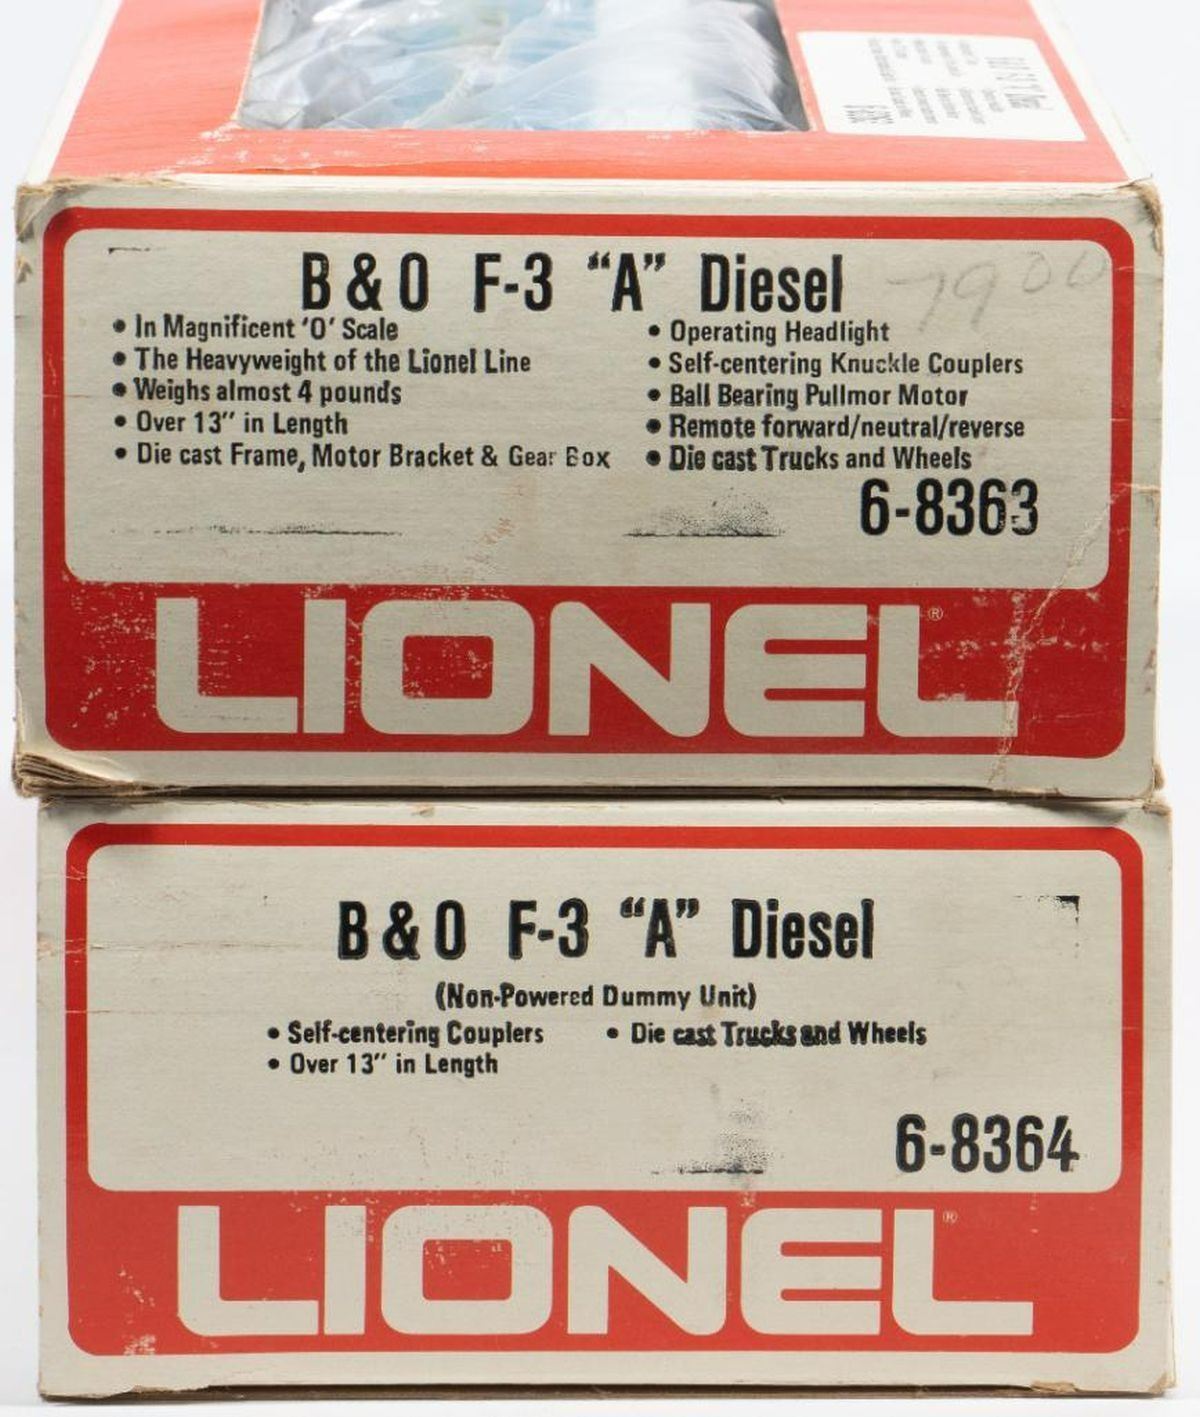 B & O F-3 “A” Diesel
7900
• In Magnificent ‘O’ Scale
• The Heavyweight of the Lionel Line
• Weighs almost 4 pounds
• Over 13” in Length
• Die cast Frame, Motor Bracket & Gear Box
• Operating Headlight
• Self-centering Knuckle Couplers
• Ball Bearing Pullmor Motor
• Remote forward/neutral/reverse
• Die cast Trucks and Wheels
6-8363
LIONEL®
B & O F-3 “A” Diesel
(Non-Powered Dummy Unit)
• Self-centering Couplers
• Over 13” in Length
• Die cast Trucks and Wheels
6-8364
LIONEL®